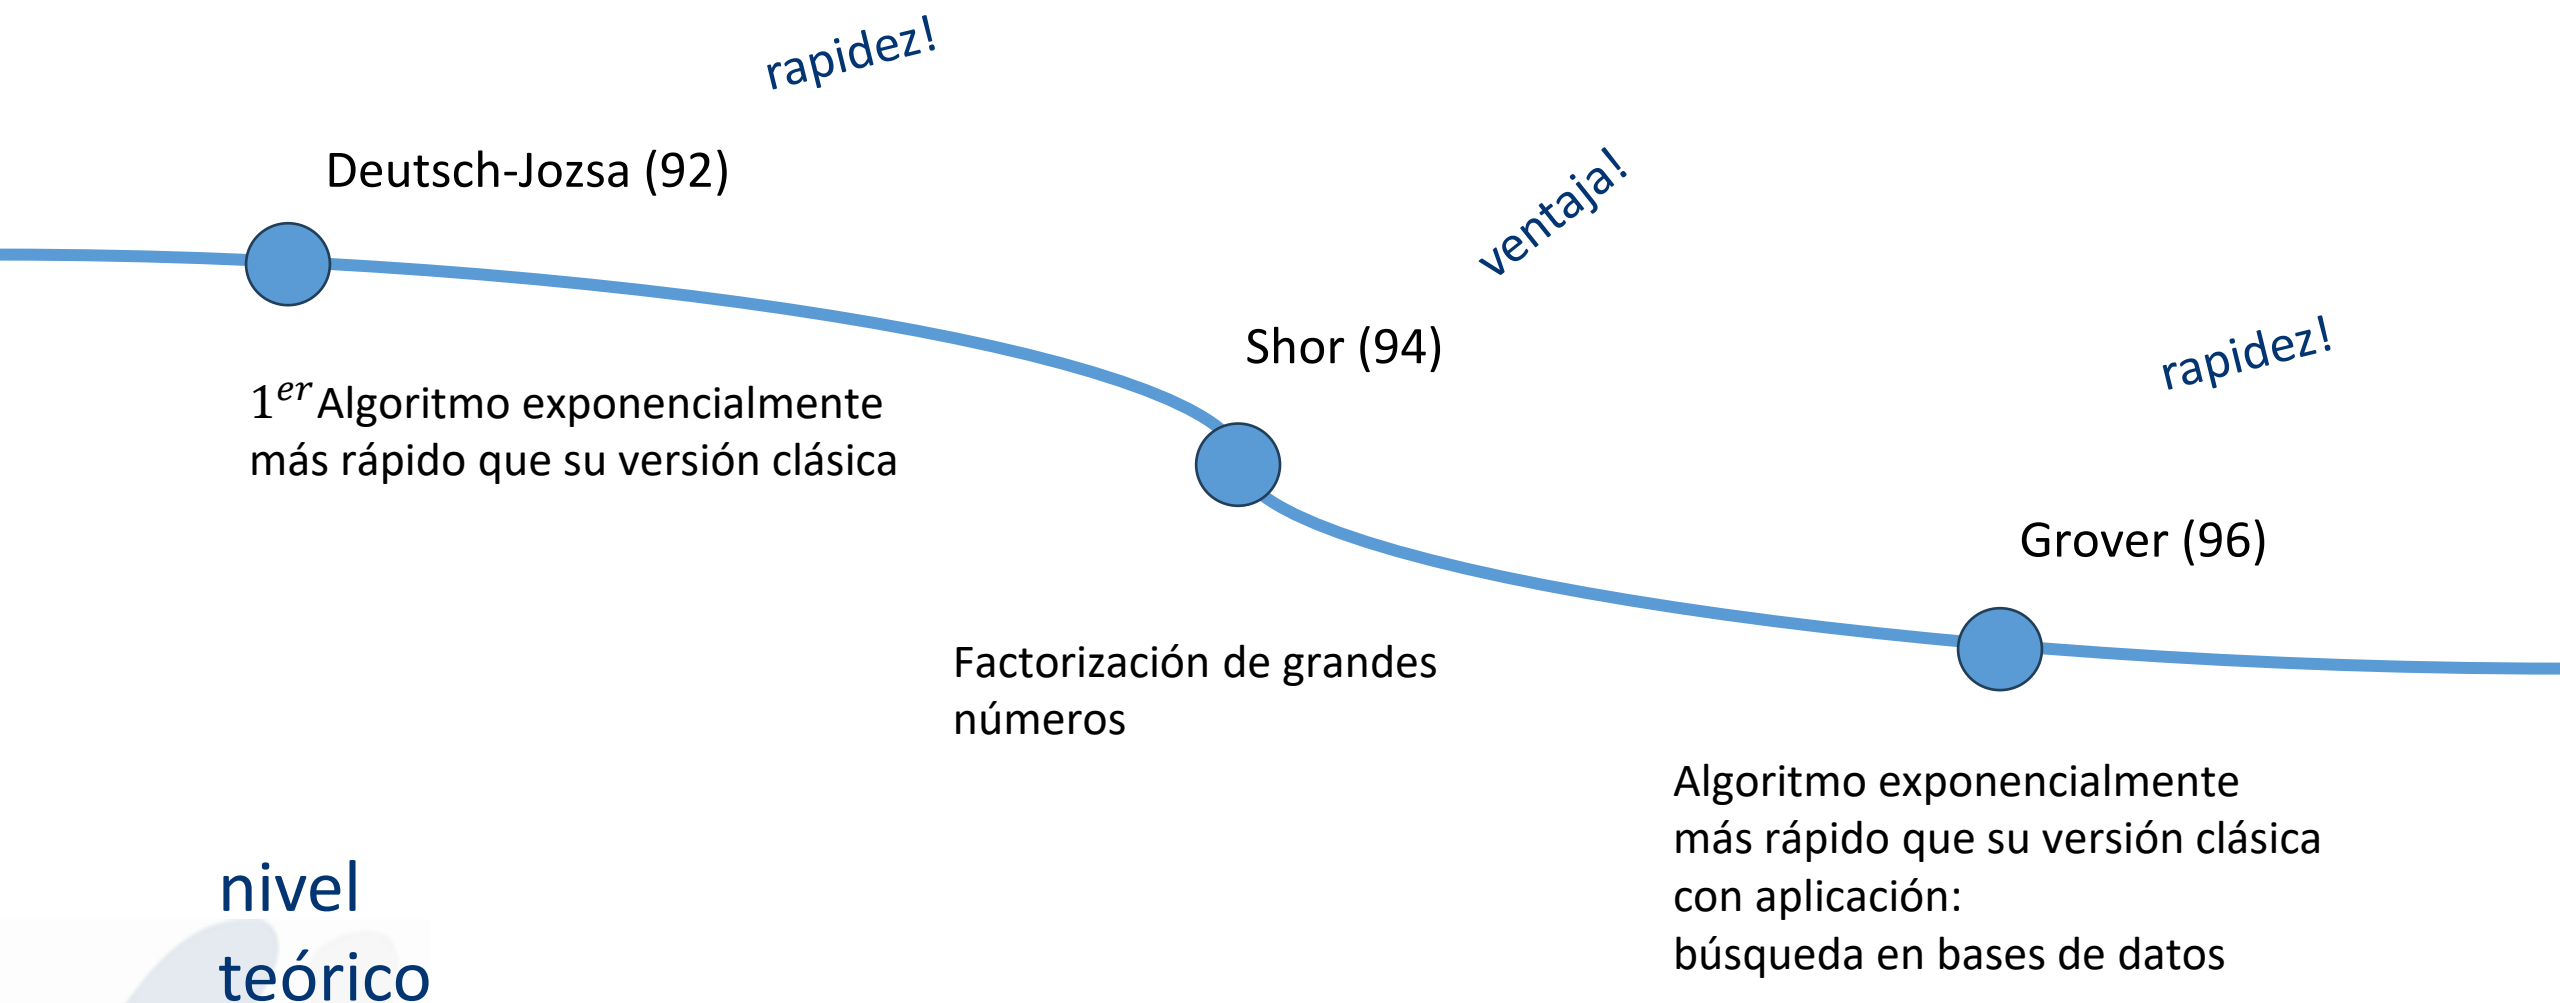 rapidez!
Deutsch-Jozsa (92)
1er Algoritmo exponencialmente
más rápido que su versión clásica
ventaja!
Shor (94)
Factorización de grandes
números
rapidez!
Grover (96)
Algoritmo exponencialmente
más rápido que su versión clásica
con aplicación:
búsqueda en bases de datos
nivel
teórico